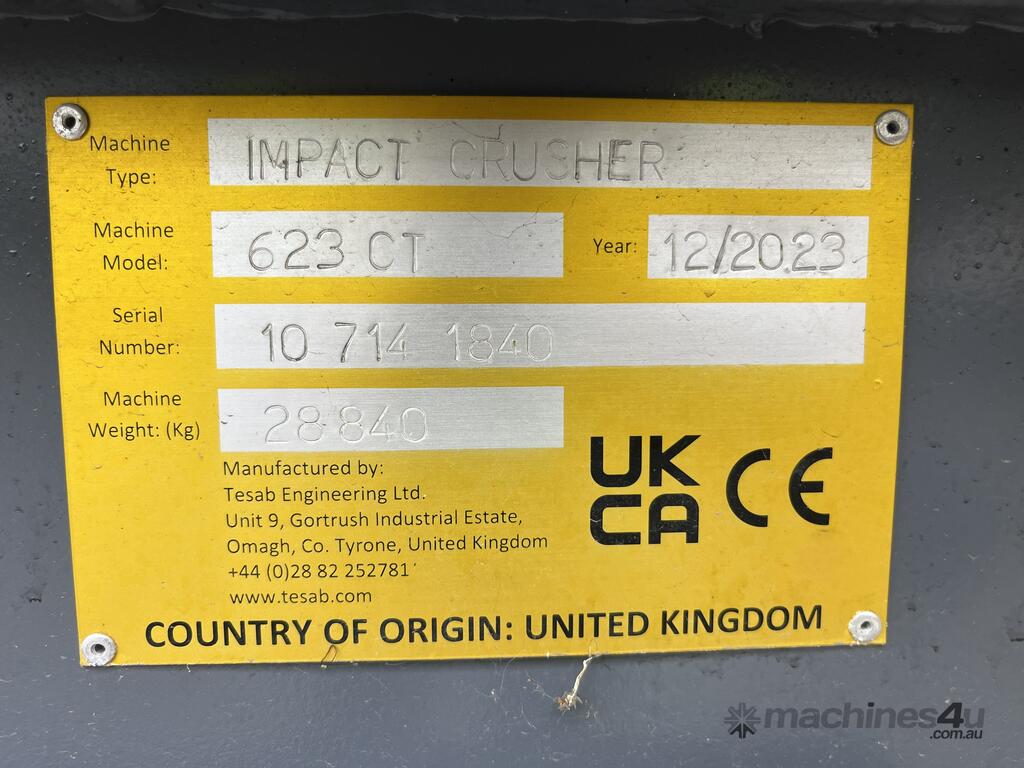 Machine Type: IMPACT CRUSHER
Machine Model: 623 CT Year: 12/2023
Serial Number: 10 714 1840
Machine Weight: (Kg) 28 840
Manufactured by:
Tesab Engineering Ltd.
Unit 9, Gortrush Industrial Estate,
Omagh, Co. Tyrone, United Kingdom
+44 (0)28 82 252781
www.tesab.com
UK
CA CE
COUNTRY OF ORIGIN: UNITED KINGDOM
machines4u
.com.au